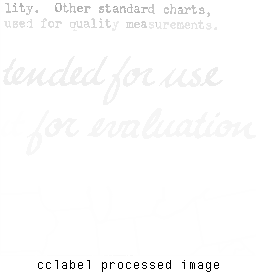 lity. Other standard charts,
used for quality measurements.
tended for use
for evaluation
cclabel processed image